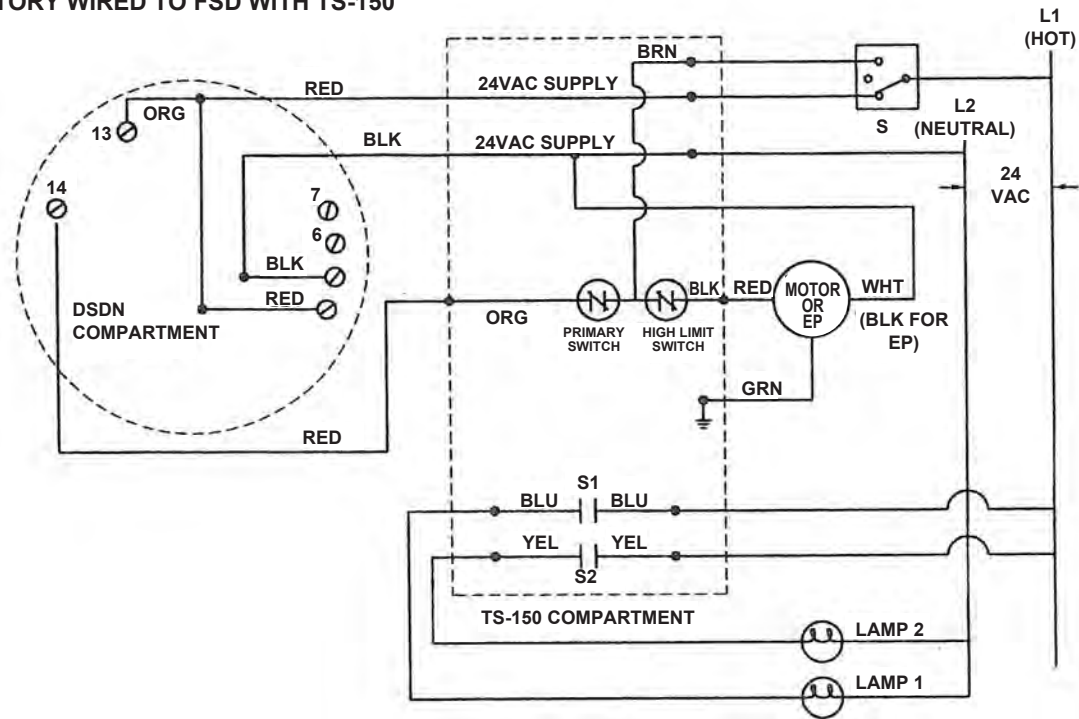 TORY WIRED TO FSD WITH TS-150
L1
(HOT)
BRN
RED
24VAC SUPPLY
ORG
13
S
L2
(NEUTRAL)
BLK
24VAC SUPPLY
24
VAC
14
7
6
BLK
RED
DSDN
COMPARTMENT
ORG
PRIMARY
SWITCH
HIGH LIMIT
SWITCH
BLK
RED
MOTOR
OR
EP
WHT
(BLK FOR
EP)
GRN
RED
S1
BLU
BLU
YEL
YEL
S2
TS-150 COMPARTMENT
LAMP 2
LAMP 1